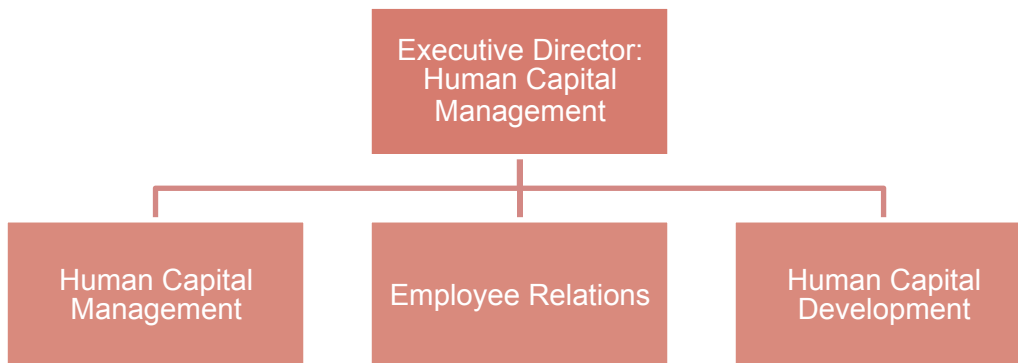 Executive Director:
Human Capital
Management
Human Capital
Management
Employee Relations
Human Capital
Development